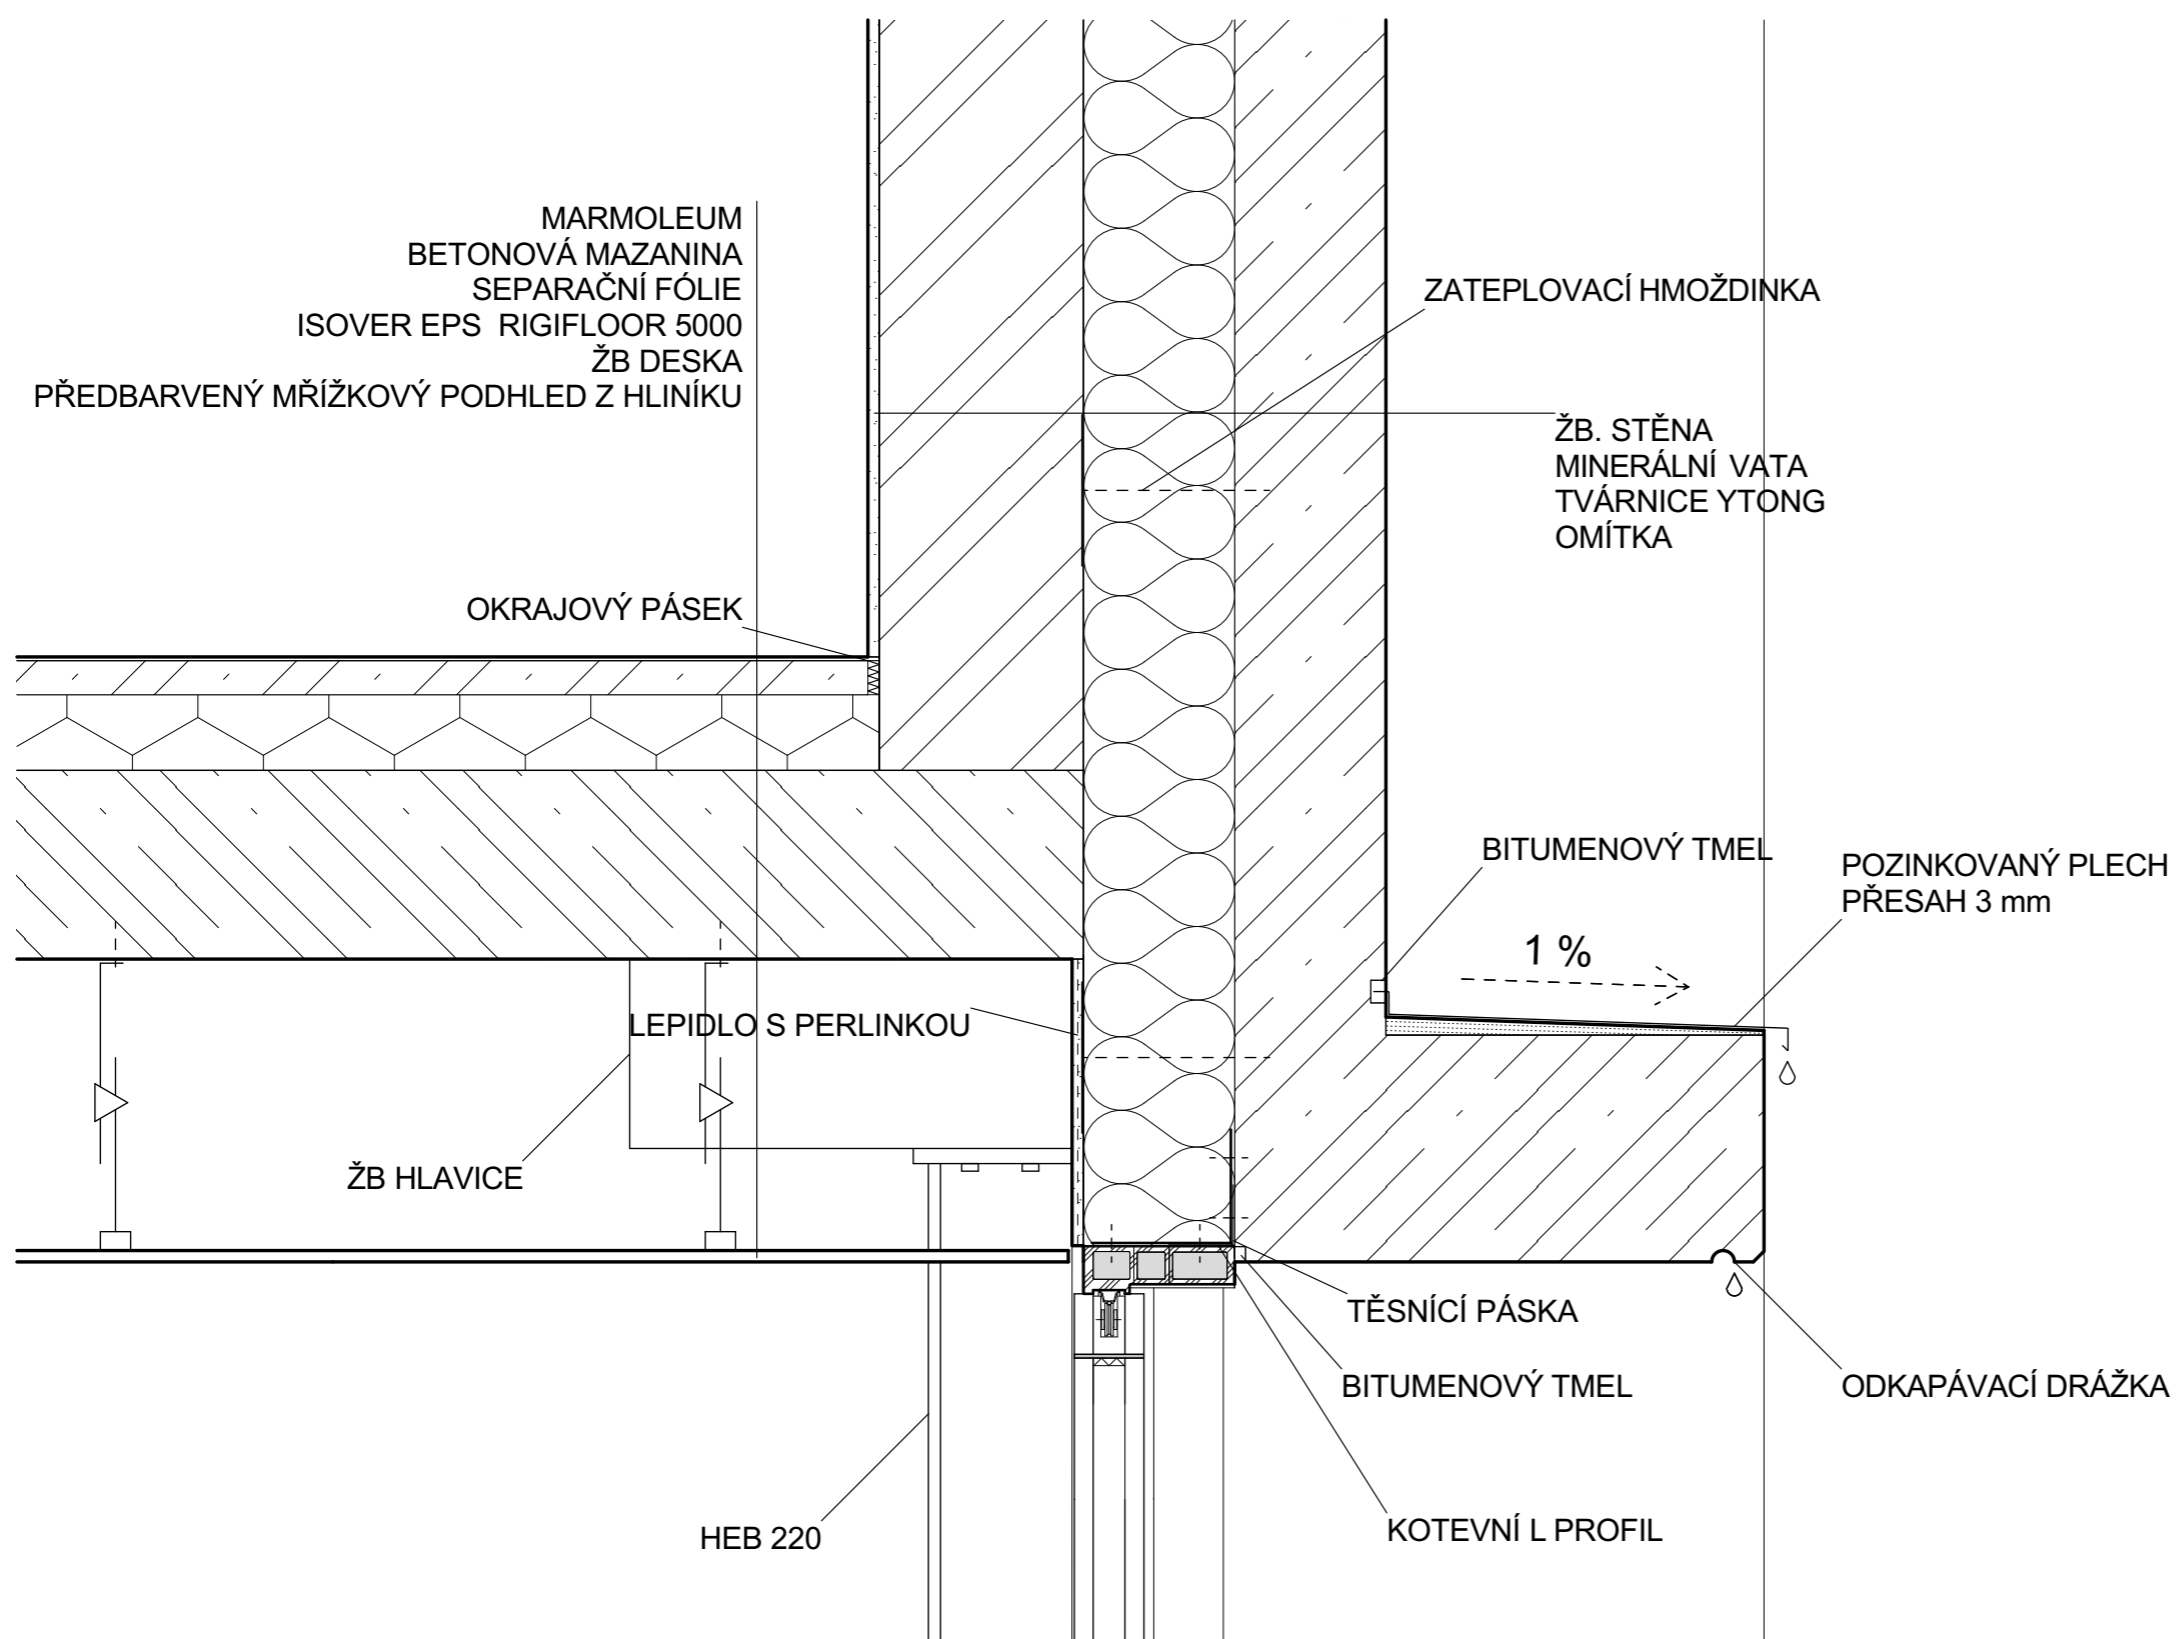 MARMOLEUM
BETONOVÁ MAZANINA
SEPARAČNÍ FÓLIE
ISOVER EPS RIGIFLOOR 5000
ŽB DESKA
PŘEDBARVENÝ MŘÍŽKOVÝ PODHLED Z HLINÍKU
ZATEPLOVACÍ HMOŽDINKA
ŽB. STĚNA
MINERÁLNÍ VATA
TVÁRNICE YTONG
OMÍTKA
OKRAJOVÝ PÁSEK
BITUMENOVÝ TMEL
POZINKOVANÝ PLECH
PŘESAH 3 mm
1 %
LEPIDLO S PERLINKOU
ŽB HLAVICE
TĚSNÍCÍ PÁSKA
BITUMENOVÝ TMEL
ODKAPÁVACÍ DRÁŽKA
HEB 220
KOTEVNÍ L PROFIL